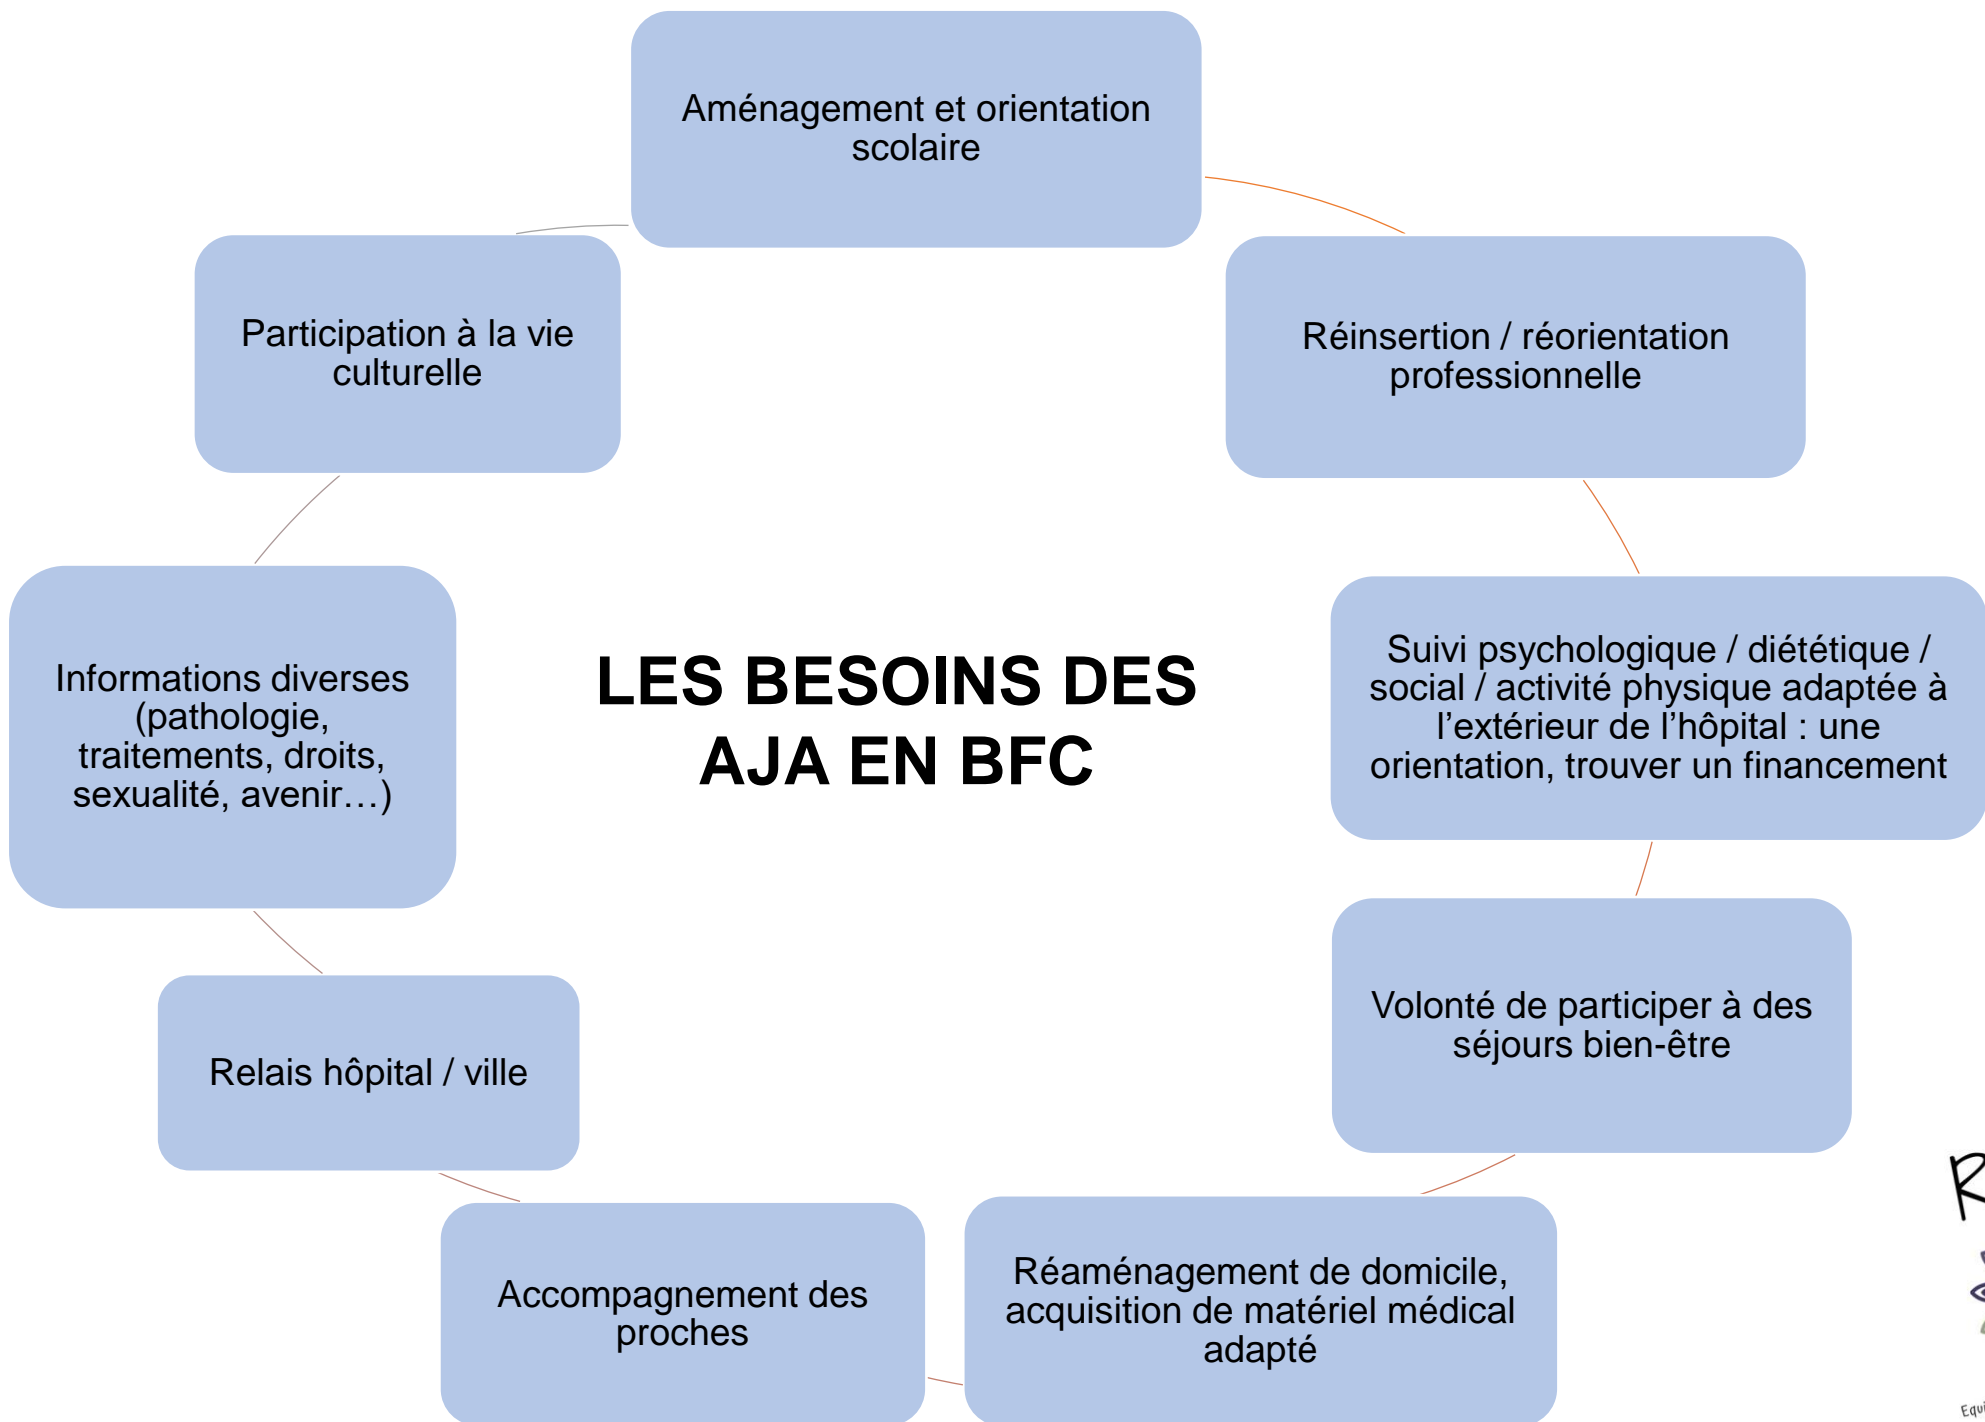 Aménagement et orientation
scolaire
Réinsertion / réorientation
professionnelle
Suivi psychologique / diététique /
social / activité physique adaptée à
l’extérieur de l’hôpital : une
orientation, trouver un financement
Volonté de participer à des
séjours bien-être
Réaménagement de domicile,
acquisition de matériel médical
adapté
Accompagnement des
proches
Relais hôpital / ville
Informations diverses
(pathologie,
traitements, droits,
sexualité, avenir…)
Participation à la vie
culturelle
LES BESOINS DES
AJA EN BFC